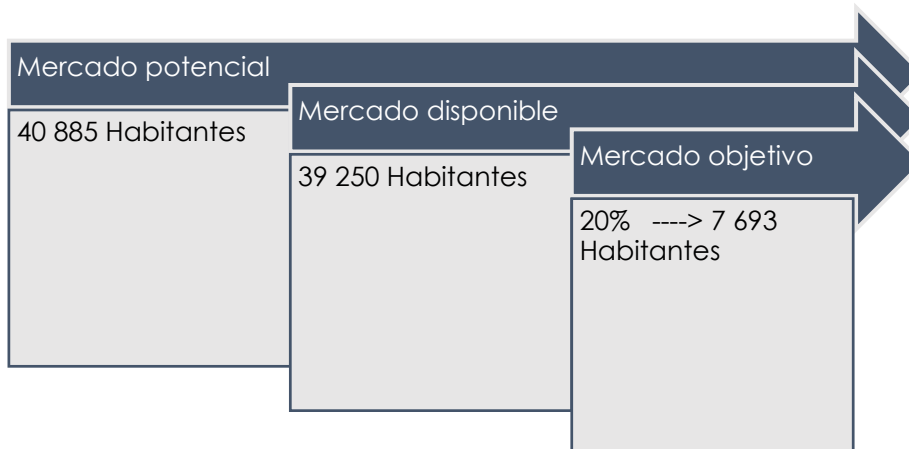 Mercado potencial
40 885 Habitantes
Mercado disponible
39 250 Habitantes
Mercado objetivo
20% ----> 7 693
Habitantes